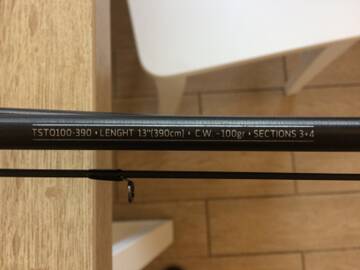 TSTO100-390 • LENGHT 13"(390cm) • C.W. -100gr • SECTIONS 3+4